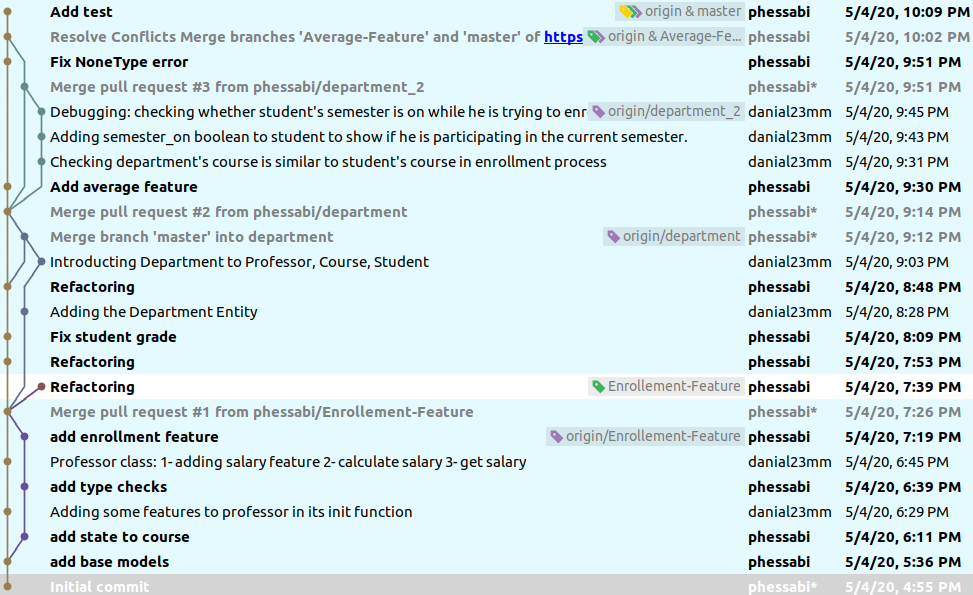 Add test origin & master phessabi 5/4/20, 10:09 PM
Resolve Conflicts Merge branches 'Average-Feature' and 'master' of https origin & Average-Fe... phessabi 5/4/20, 10:02 PM
Fix NoneType error phessabi 5/4/20, 9:51 PM
Merge pull request #3 from phessabi/department_2 phessabi* 5/4/20, 9:51 PM
Debugging: checking whether student's semester is on while he is trying to enr origin/department_2 danial23mm 5/4/20, 9:45 PM
Adding semester_on boolean to student to show if he is participating in the current semester. danial23mm 5/4/20, 9:43 PM
Checking department's course is similar to student's course in enrollment process danial23mm 5/4/20, 9:31 PM
Add average feature phessabi 5/4/20, 9:30 PM
Merge pull request #2 from phessabi/department phessabi* 5/4/20, 9:14 PM
Merge branch 'master' into department origin/department phessabi* 5/4/20, 9:12 PM
Introducting Department to Professor, Course, Student danial23mm 5/4/20, 9:03 PM
Refactoring phessabi 5/4/20, 8:48 PM
Adding the Department Entity danial23mm 5/4/20, 8:28 PM
Fix student grade phessabi 5/4/20, 8:09 PM
Refactoring phessabi 5/4/20, 7:53 PM
Refactoring Enrollement-Feature phessabi 5/4/20, 7:39 PM
Merge pull request #1 from phessabi/Enrollement-Feature phessabi* 5/4/20, 7:26 PM
add enrollment feature origin/Enrollement-Feature phessabi 5/4/20, 7:19 PM
Professor class: 1- adding salary feature 2- calculate salary 3- get salary danial23mm 5/4/20, 6:45 PM
add type checks phessabi 5/4/20, 6:39 PM
Adding some features to professor in its init function danial23mm 5/4/20, 6:29 PM
add state to course phessabi 5/4/20, 6:11 PM
add base models phessabi 5/4/20, 5:36 PM
Initial commit phessabi* 5/4/20, 4:55 PM